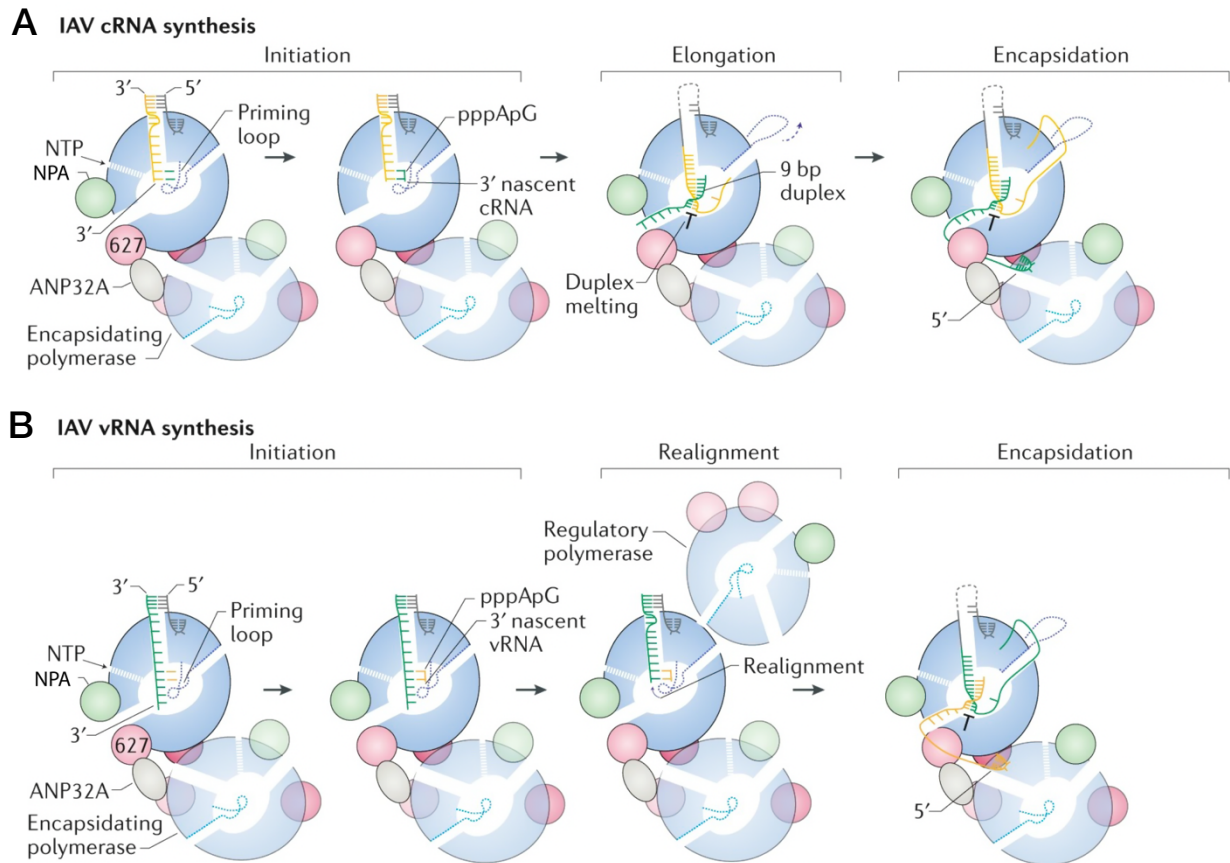 A IAV cRNA synthesis
Initiation
Elongation
Encapsidation
3′ 5′
Priming
loop
NTP
NPA
3′
627
ANP32A
Encapsidating
polymerase
pppApG
3′ nascent
cRNA
9 bp
duplex
Duplex
melting
5′
B IAV vRNA synthesis
Initiation
Realignment
Encapsidation
3′ 5′
Priming
loop
NTP
NPA
3′
627
ANP32A
Encapsidating
polymerase
pppApG
3′ nascent
vRNA
Regulatory
polymerase
Realignment
5′